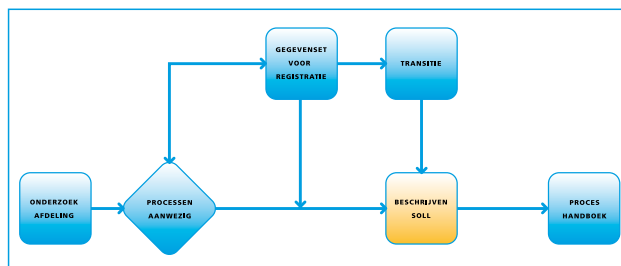 GEGEVENSET
VOOR
REGISTRATIE
TRANSITIE
ONDERZOEK
AFDELING
PROCESSEN
AANWEZIG
BESCHRIJVEN
SOLL
PROCES
HANDBOEK